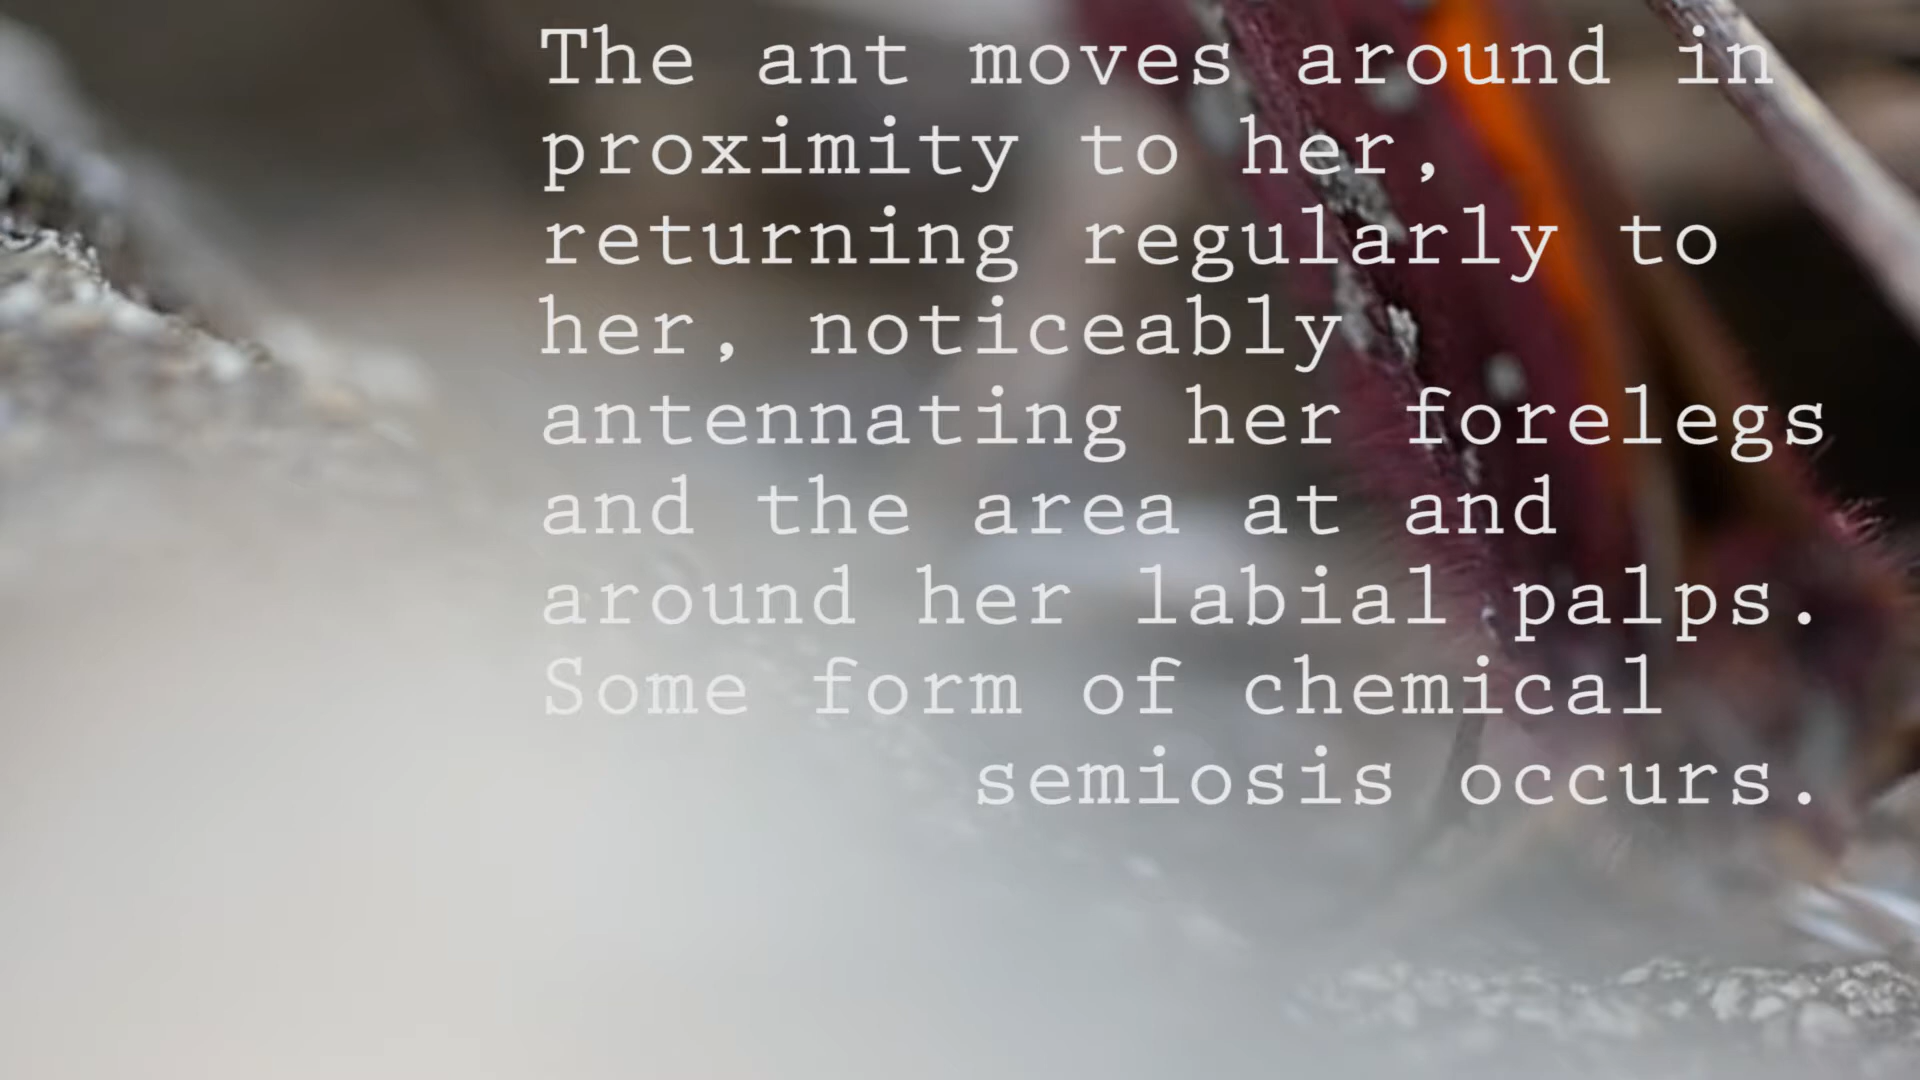 The ant moves around in
proximity to her,
returning regularly to
her, noticeably
antennating her forelegs
and the area at and
around her labial palps.
Some form of chemical
semiosis occurs.